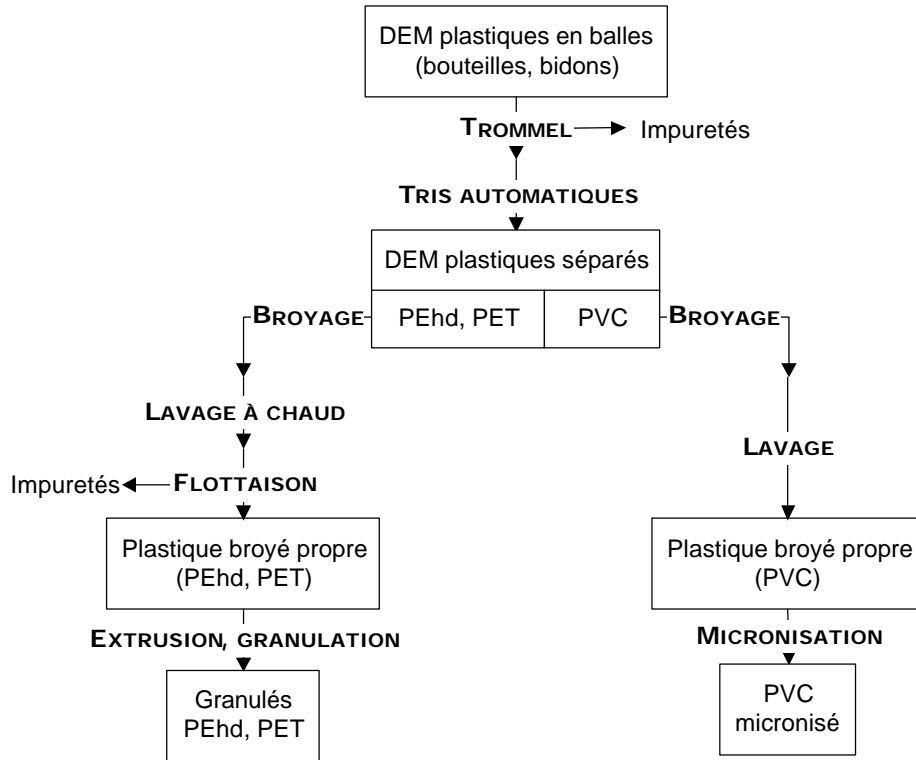 DEM plastiques en balles
(bouteilles, bidons)
TROMMEL
Impuretés
TRIS AUTOMATIQUES
DEM plastiques séparés
BROYAGE
PEhd, PET
PVC
BROYAGE
LAVAGE À CHAUD
LAVAGE
Impuretés
FLOTTAISON
Plastique broyé propre
(PEhd, PET)
Plastique broyé propre
(PVC)
EXTRUSION, GRANULATION
MICRONISATION
Granulés
PEhd, PET
PVC
micronisé